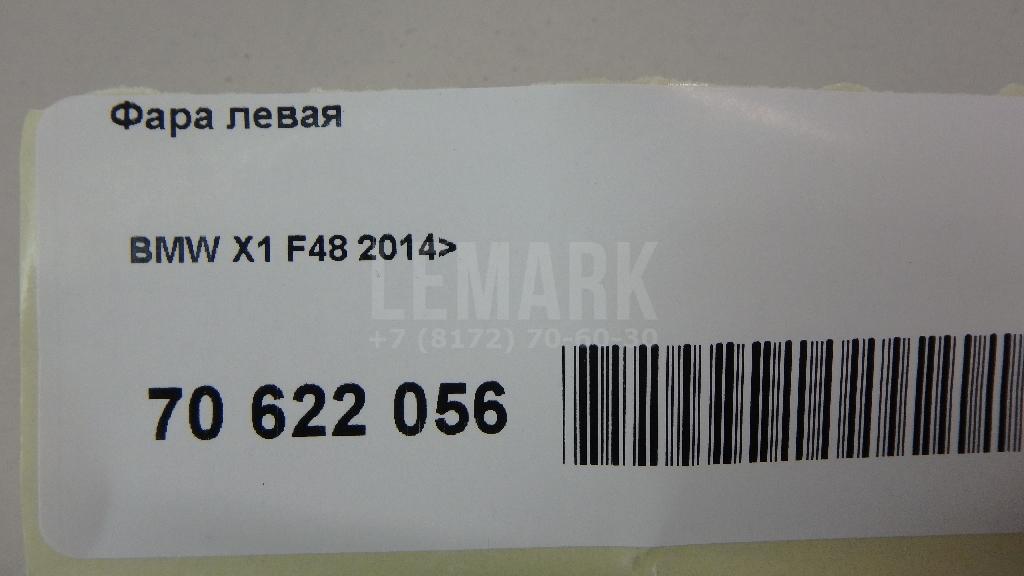 Фара левая
BMW X1 F48 2014>
LEMARK
+7 (8172) 70-60-30
70 622 056